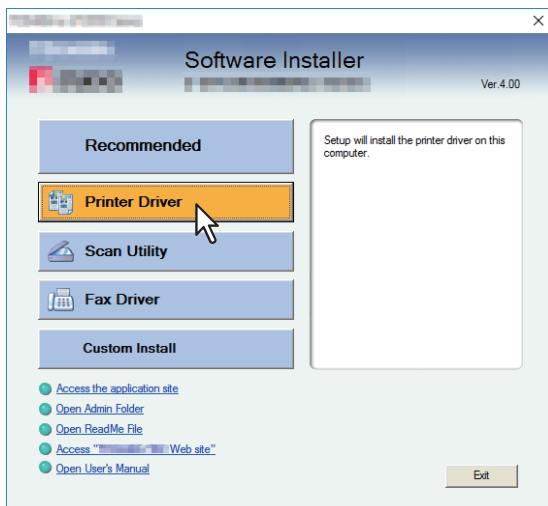 Software Installer
Ver.4.00
Recommended
Setup will install the printer driver on this
computer.
Printer Driver
Scan Utility
Fax Driver
Custom Install
Access the application site
Open Admin Folder
Open ReadMe File
Access " Web site"
Open User's Manual
Exit